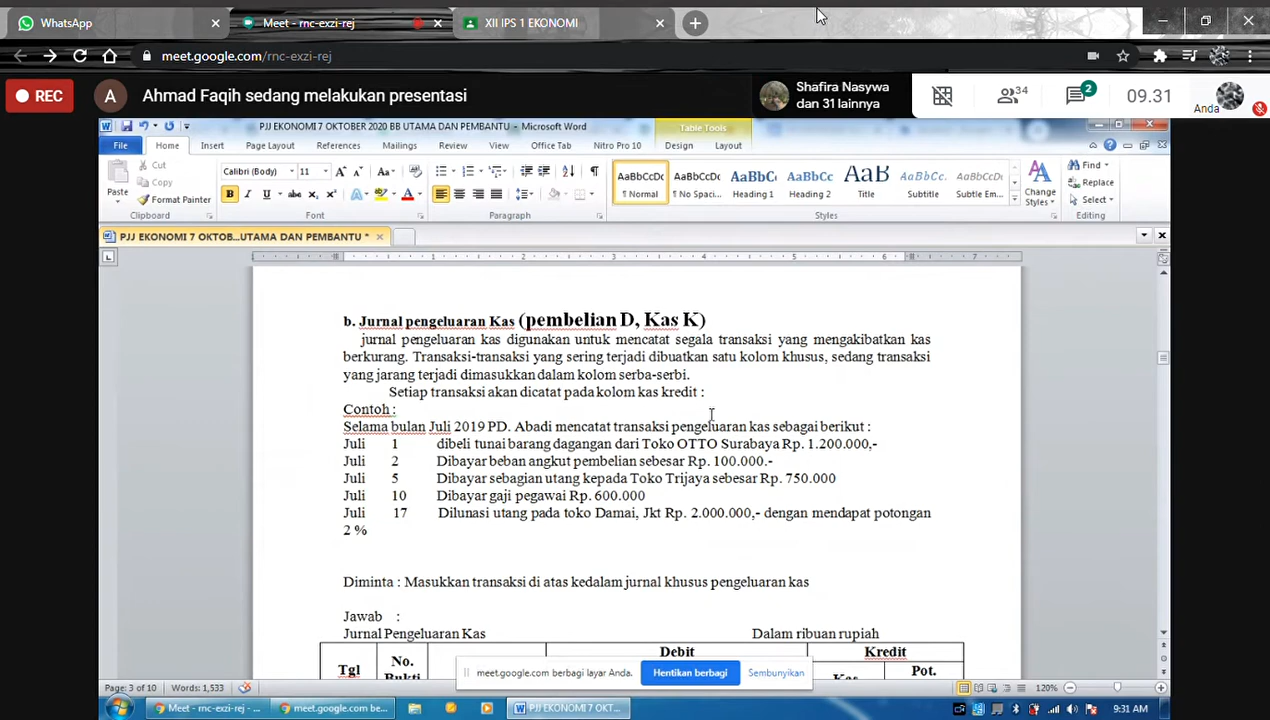 WhatsApp
Meet - rnc-exzi-rej
XII IPS 1 EKONOMI
meet.google.com/rnc-exzi-rej
REC
A
Ahmad Faqih sedang melakukan presentasi
Shafira Nasywa
dan 31 lainnya
34
2
09.31
Anda
PJJ EKONOMI 7 OKTOBER 2020 BB UTAMA DAN PEMBANTU * - Microsoft Word
Table Tools
File Home Insert Page Layout References Mailings Review View Office Tab Nitro Pro 10 Design Layout
Paste
Cut
Copy
Format Painter
Clipboard
Calibri (Body) 11
Font
Paragraph
AaBbCcDc AaBbCcDc AaBbC AaBbCc AaB AaBbCc. AaBbCcDc
¶ Normal ¶ No Spaci... Heading 1 Heading 2 Title Subtitle Subtle Em...
Change
Styles
Styles
Find
Replace
Select
Editing
PJJ EKONOMI 7 OKTOB...UTAMA DAN PEMBANTU *
b. Jurnal pengeluaran Kas (pembelian D, Kas K)
jurnal pengeluaran kas digunakan untuk mencatat segala transaksi yang mengakibatkan kas
berkurang. Transaksi-transaksi yang sering terjadi dibuatkan satu kolom khusus, sedang transaksi
yang jarang terjadi dimasukkan dalam kolom serba-serbi.
Setiap transaksi akan dicatat pada kolom kas kredit :
Contoh :
Selama bulan Juli 2019 PD. Abadi mencatat transaksi pengeluaran kas sebagai berikut :
Juli 1 dibeli tunai barang dagangan dari Toko OTTO Surabaya Rp. 1.200.000,-
Juli 2 Dibayar beban angkut pembelian sebesar Rp. 100.000.-
Juli 5 Dibayar sebagian utang kepada Toko Trijaya sebesar Rp. 750.000
Juli 10 Dibayar gaji pegawai Rp. 600.000
Juli 17 Dilunasi utang pada toko Damai, Jkt Rp. 2.000.000,- dengan mendapat potongan
2 %
Diminta : Masukkan transaksi di atas kedalam jurnal khusus pengeluaran kas
Jawab :
Jurnal Pengeluaran Kas Dalam ribuan rupiah
Tgl
No.
Bukti
Debit
Kredit
Kas
Pot.
meet.google.com berbagi layar Anda.
Hentikan berbagi
Sembunyikan
Page: 3 of 10 Words: 1,533
120%
Meet - rnc-exzi-rej - ...
meet.google.com be...
PJJ EKONOMI 7 OKT...
9:31 AM